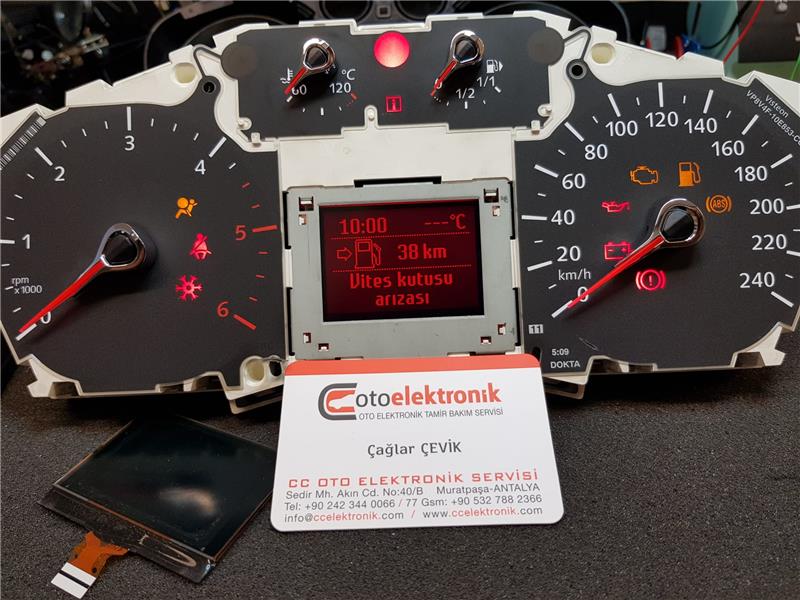 60 120 °C
0 1/2 1/1
0 1 2 3 4 5 6
rpm
x1000
10:00 ---°C
38 km
Vites kutusu
arızası
0 20 40 60 80 100 120 140 160 180 200 220 240
km/h
ABS
Visteon
11
5:09
DOKTA
otoelektronik
OTO ELEKTRONİK TAMİR BAKIM SERVİSİ
Çağlar ÇEVİK
CC OTO ELEKTRONİK SERVİSİ
Sedir Mh. Akın Cd. No:40/B Muratpaşa-ANTALYA
Tel: +90 242 344 0066 / 77 Gsm: +90 532 788 2366
info@ccelektronik.com / www.ccelektronik.com